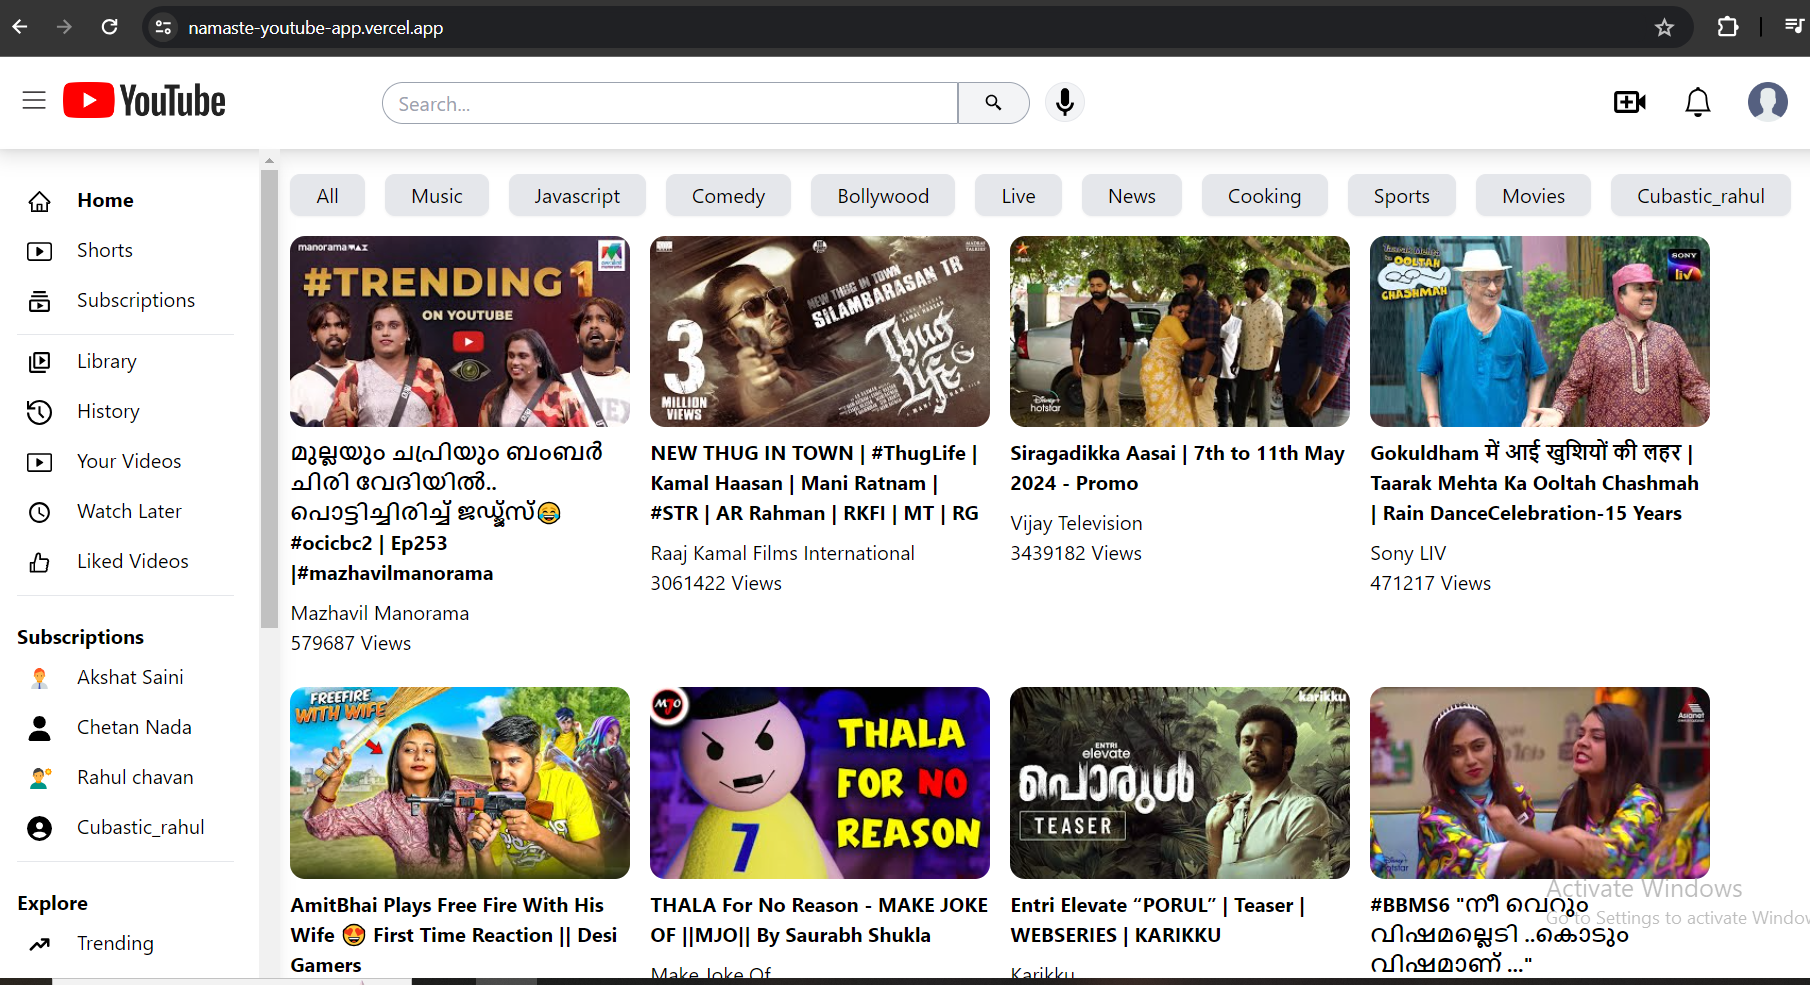 namaste-youtube-app.vercel.app
YouTube
Search...
Home
Shorts
Subscriptions
Library
History
Your Videos
Watch Later
Liked Videos
Subscriptions
Akshat Saini
Chetan Nada
Rahul chavan
Cubastic_rahul
Explore
Trending
All
Music
Javascript
Comedy
Bollywood
Live
News
Cooking
Sports
Movies
Cubastic_rahul
manorama MAX
#TRENDING 1
ON YOUTUBE
മുല്ലയും ചപ്രിയും ബംബർ
ചിരി വേദിയിൽ..
പൊട്ടിച്ചിരിച്ച് ജഡ്ജ്സ്😂
#ocicbc2 | Ep253
|#mazhavilmanorama
Mazhavil Manorama
579687 Views
NEW THUG IN TOWN
SILAMBARASAN TR
Thug
Life
3
MILLION
VIEWS
NEW THUG IN TOWN | #ThugLife |
Kamal Haasan | Mani Ratnam |
#STR | AR Rahman | RKFI | MT | RG
Raaj Kamal Films International
3061422 Views
Disney+
hotstar
Siragadikka Aasai | 7th to 11th May
2024 - Promo
Vijay Television
3439182 Views
Taarak Mehta
Ka
OOLTAH
CHASHMAH
SONY
liv
Gokuldham में आई खुशियों की लहर |
Taarak Mehta Ka Ooltah Chashmah
| Rain DanceCelebration-15 Years
Sony LIV
471217 Views
FREEFIRE
WITH WIFE
AmitBhai Plays Free Fire With His
Wife 😍 First Time Reaction || Desi
Gamers
MJO
THALA
FOR NO
REASON
7
THALA For No Reason - MAKE JOKE
OF ||MJO|| By Saurabh Shukla
Make Joke Of
karikku
ENTRI
elevate
പൊരുൾ
TEASER
Entri Elevate “PORUL” | Teaser |
WEBSERIES | KARIKKU
Karikku
Asianet
Disney+
hotstar
#BBMS6 "നീ വെറും
വിഷമല്ലെടി ..കൊടും
വിഷമാണ് ..."
Activate Windows
Go to Settings to activate Window